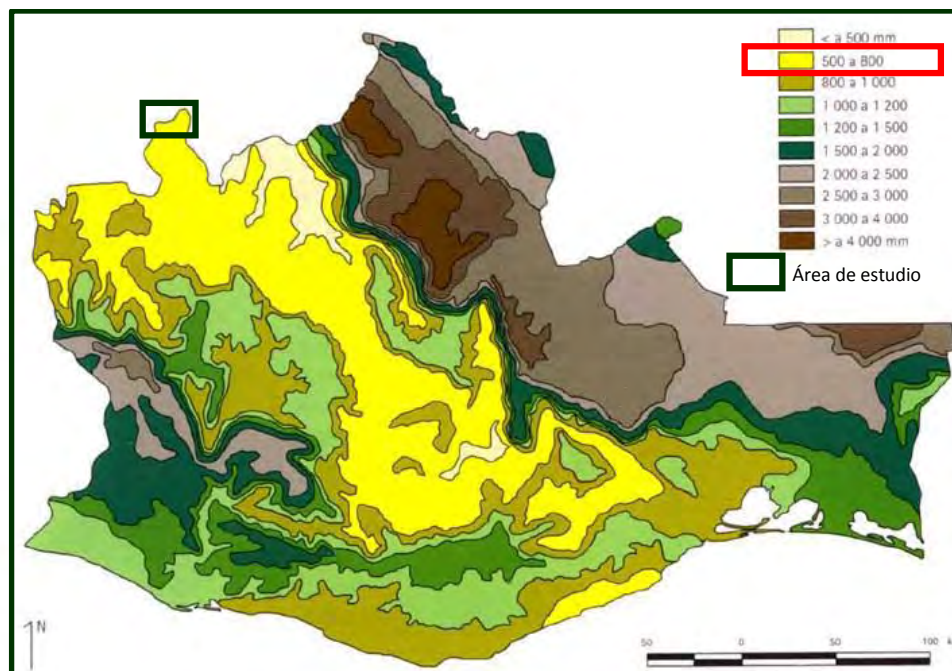 < a 500 mm
500 a 800
800 a 1 000
1 000 a 1 200
1 200 a 1 500
1 500 a 2 000
2 000 a 2 500
2 500 a 3 000
3 000 a 4 000
> a 4 000 mm
Área de estudio
N
50 0 50 100 k